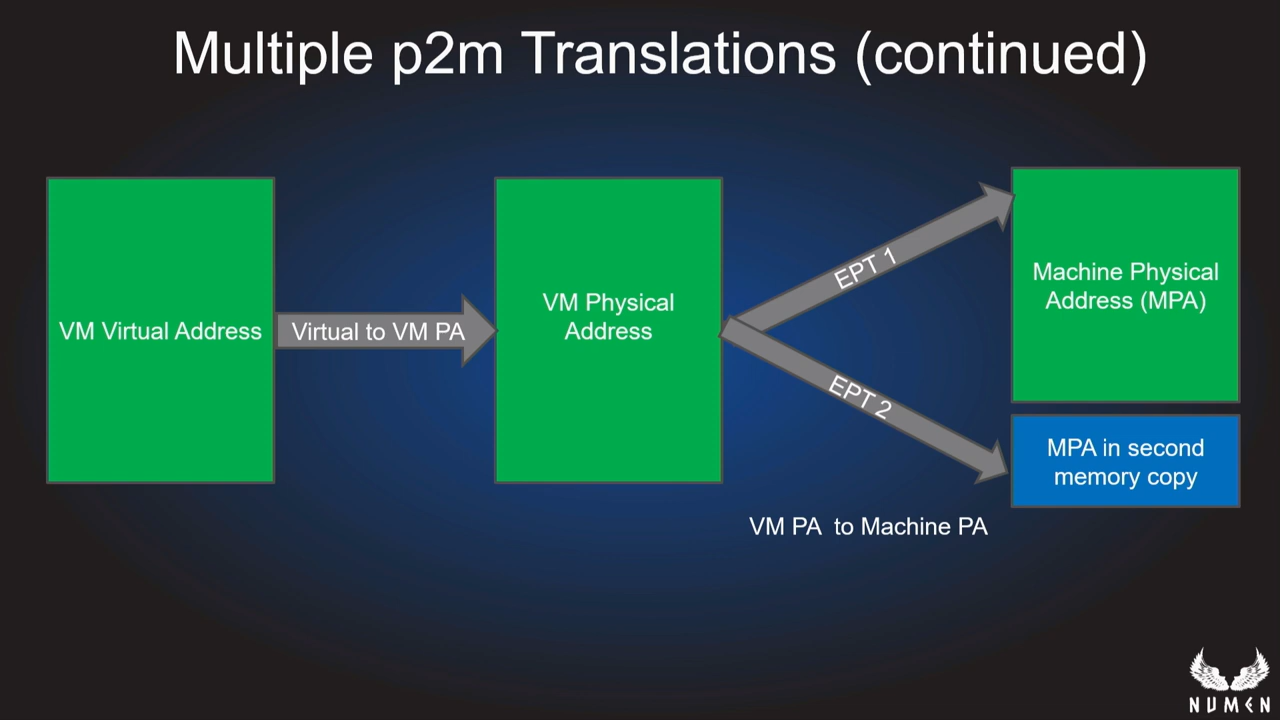 Multiple p2m Translations (continued)
VM Virtual Address
Virtual to VM PA
VM Physical
Address
EPT 1
EPT 2
Machine Physical
Address (MPA)
MPA in second
memory copy
VM PA  to Machine PA
NUMEN